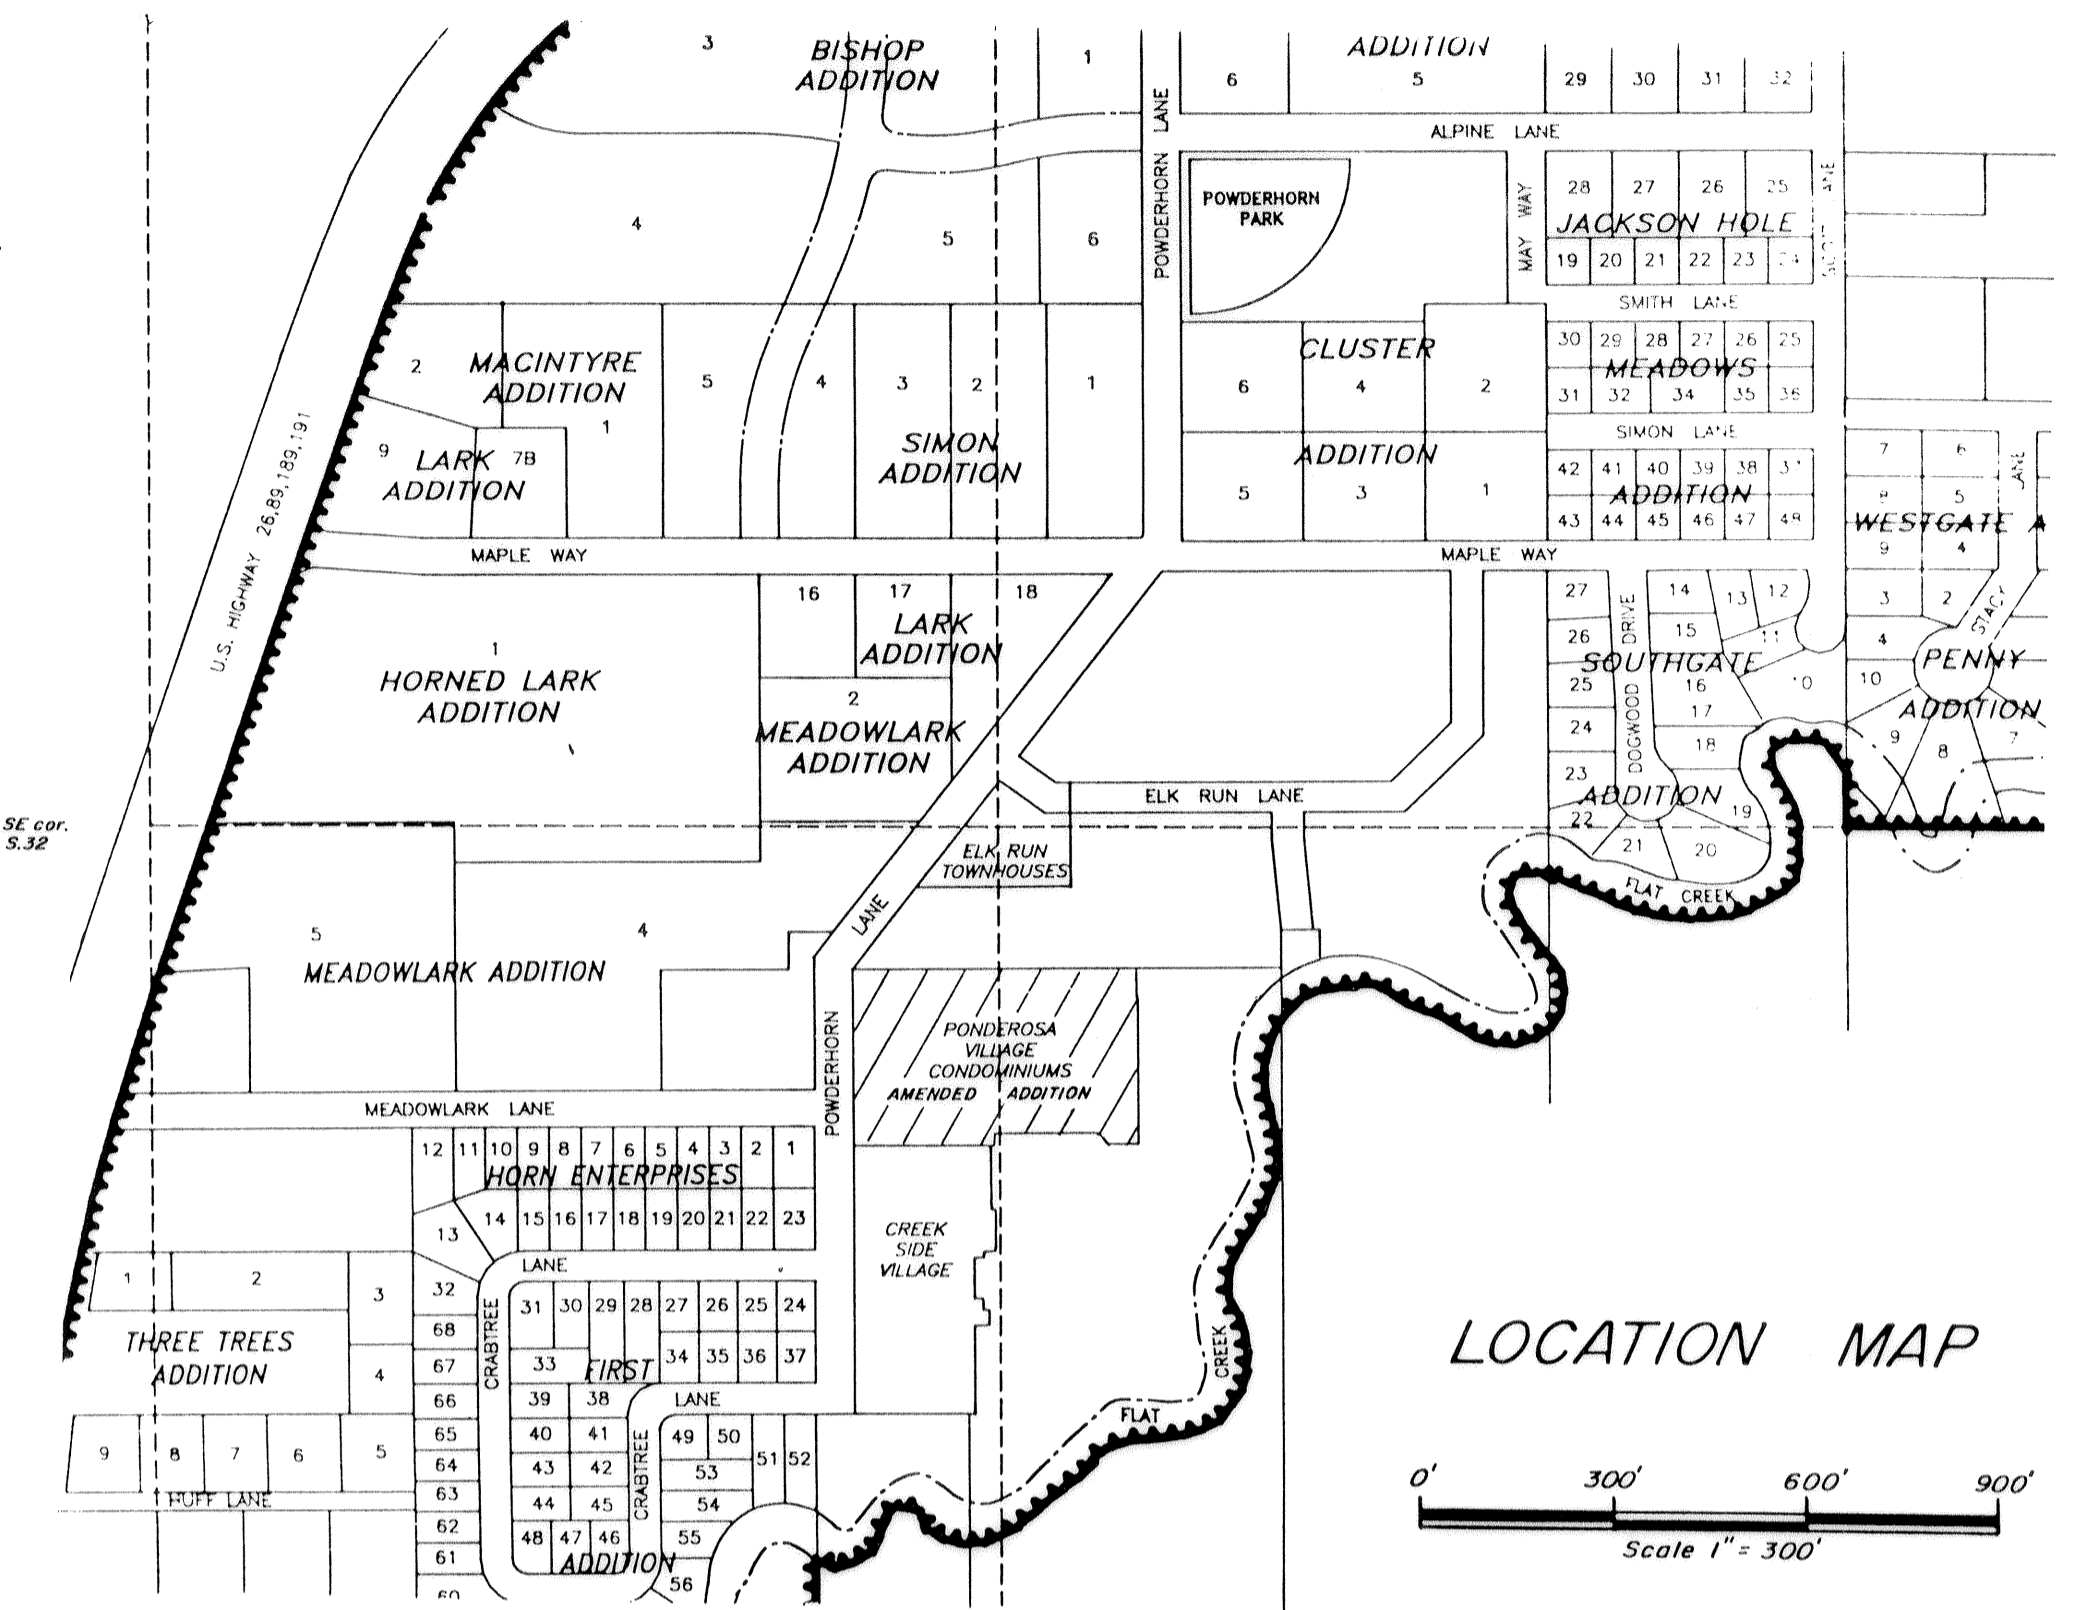 3
BISHOP
ADDITION
1
POWDERHORN LANE
ADDITION
6
5
29 30 31 32
ALPINE LANE
4
5
6
POWDERHORN
POWDERHORN
PARK
MAY WAY
28 27 26 25
JACKSON HOLE
19 20 21 22 23 24
LANE
SMITH LANE
2
MACINTYRE
ADDITION
1
5
4
3
2
1
CLUSTER
6
4
2
30 29 28 27 26 25
MEADOWS
31 32 34 35 36
SIMON LANE
9
LARK
ADDITION
7B
SIMON
ADDITION
ADDITION
5
3
1
42 41 40 39 38
ADDITION
43 44 45 46 47 48
7
6
5
LANE
WESTGATE A
9
4
U.S. HIGHWAY 26,89,189,191
MAPLE WAY
MAPLE WAY
1
HORNED LARK
ADDITION
16
17
18
LARK
ADDITION
2
MEADOWLARK
ADDITION
27
26
25
24
23
22
DOGWOOD DRIVE
14
13
12
15
11
SOUTHGATE
16
17
18
10
ADDITION
19
20
21
3
2
STACY
4
PENNY
10
ADDITION
9
8
7
ELK RUN LANE
SE cor.
S.32
ELK RUN
TOWNHOUSES
FLAT CREEK
LANE
5
4
MEADOWLARK ADDITION
POWDERHORN
PONDEROSA
VILLAGE
CONDOMINIUMS
AMENDED ADDITION
MEADOWLARK LANE
12 11 10 9 8 7 6 5 4 3 2 1
HORN ENTERPRISES
13
14 15 16 17 18 19 20 21 22 23
CREEK
SIDE
VILLAGE
LANE
1
2
3
THREE TREES
ADDITION
4
32
68
67
66
65
64
63
62
61
60
CRABTREE
31 30 29 28 27 26 25 24
33
FIRST
34 35 36 37
LANE
39 38
40 41
43 42
44 45
48 47 46
ADDITION
CRABTREE
49 50
51 52
53
54
55
56
9 8 7 6 5
HUFF LANE
CREEK
FLAT
LOCATION MAP
0' 300' 600' 900'
Scale 1" = 300'